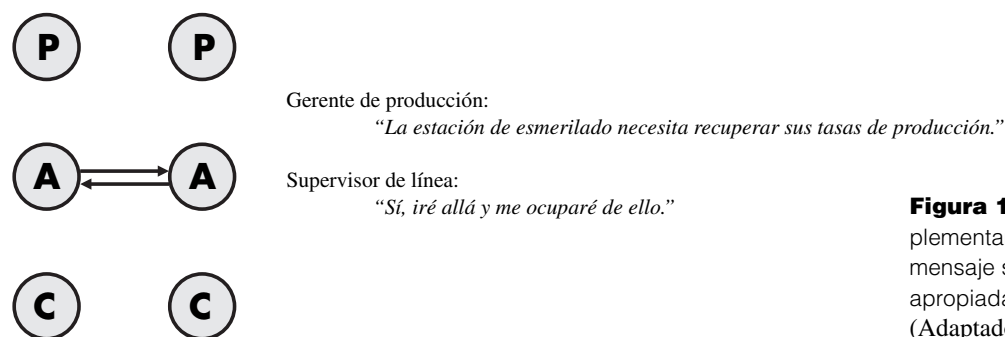 P P
Gerente de producción:
“La estación de esmerilado necesita recuperar sus tasas de producción.”
A A
Supervisor de línea:
“Sí, iré allá y me ocuparé de ello.”
C C
Figura 1
plementa
mensaje s
apropiada
(Adaptado